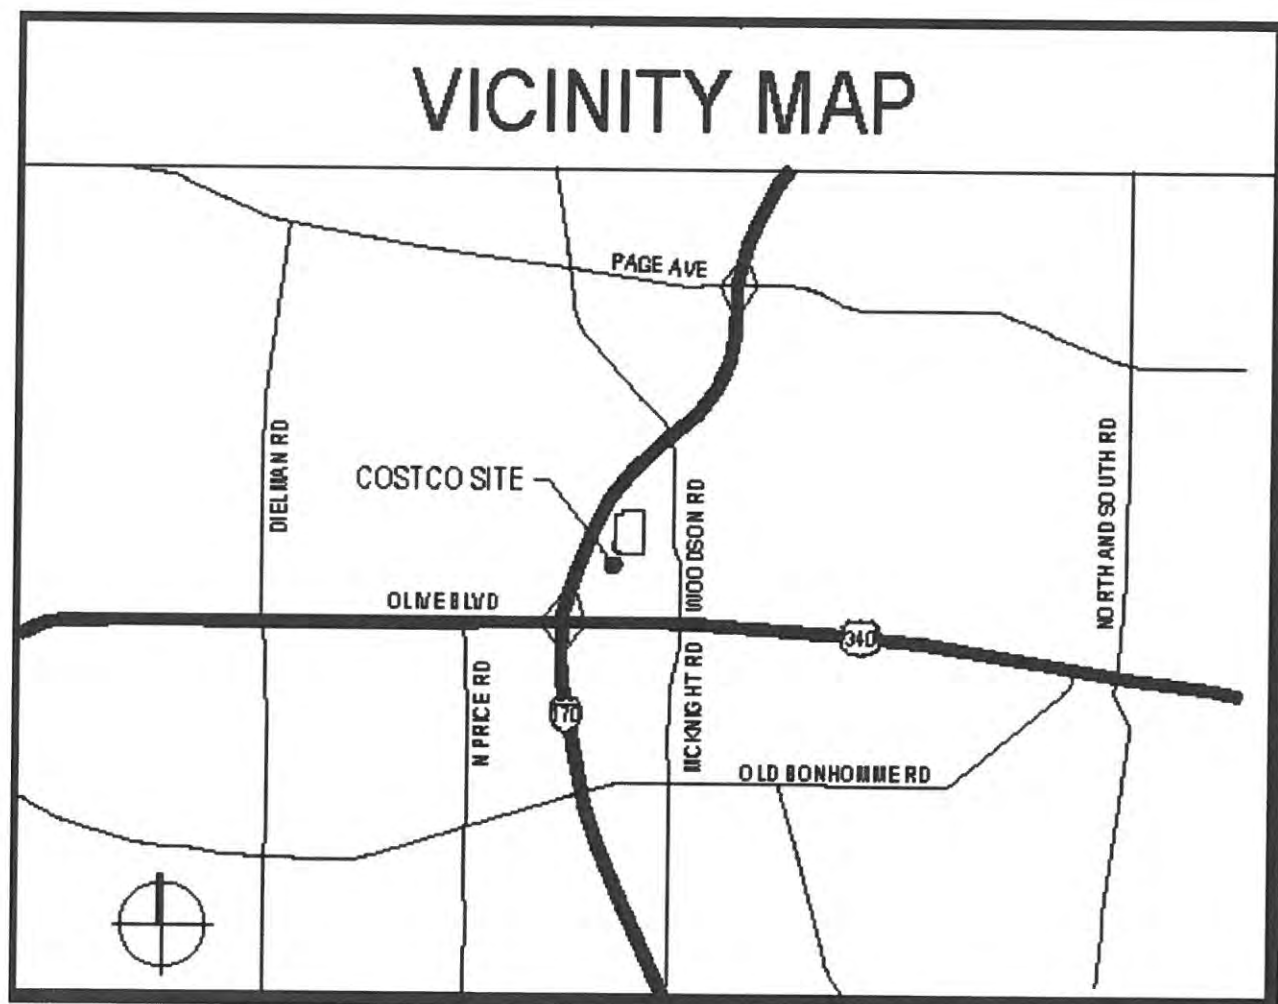 VICINITY MAP
PAGE AVE
DIELMAN RD
COSTCO SITE
WOODSON RD
NORTH AND SOUTH RD
OLIVE BLVD
340
N PRICE RD
170
MCKNIGHT RD
OLD BONHOMME RD